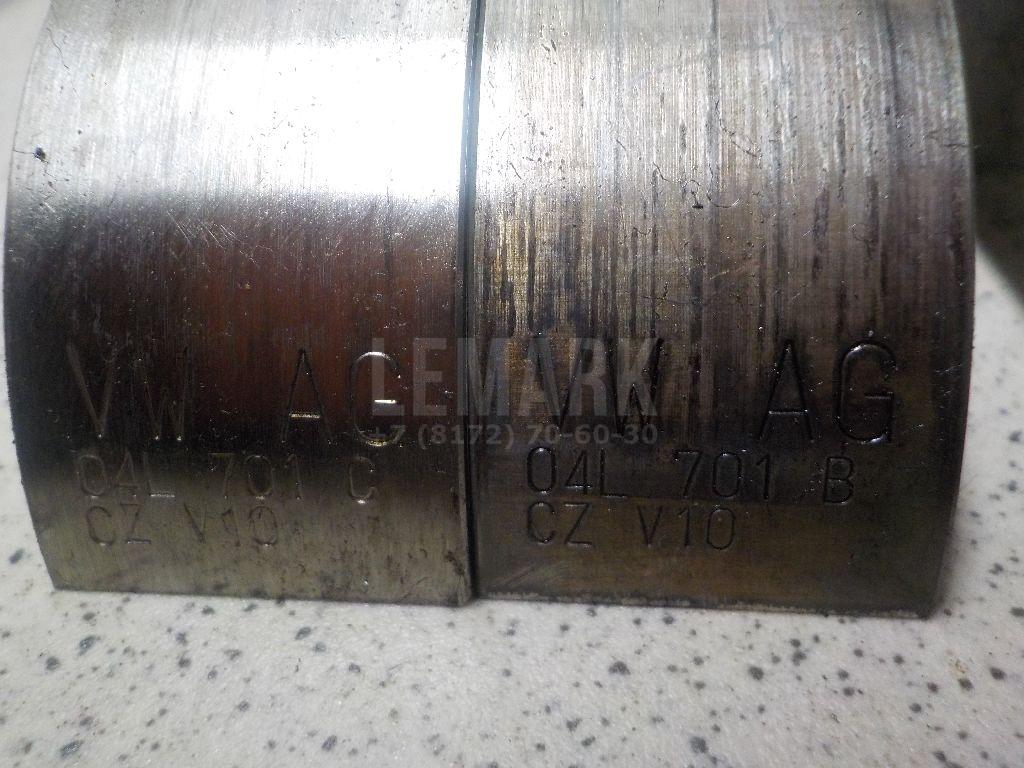 VW AG
04L 701 C
CZ V10
VW AG
04L 701 B
CZ V10
LEMARK
+7 (8172) 70-60-30